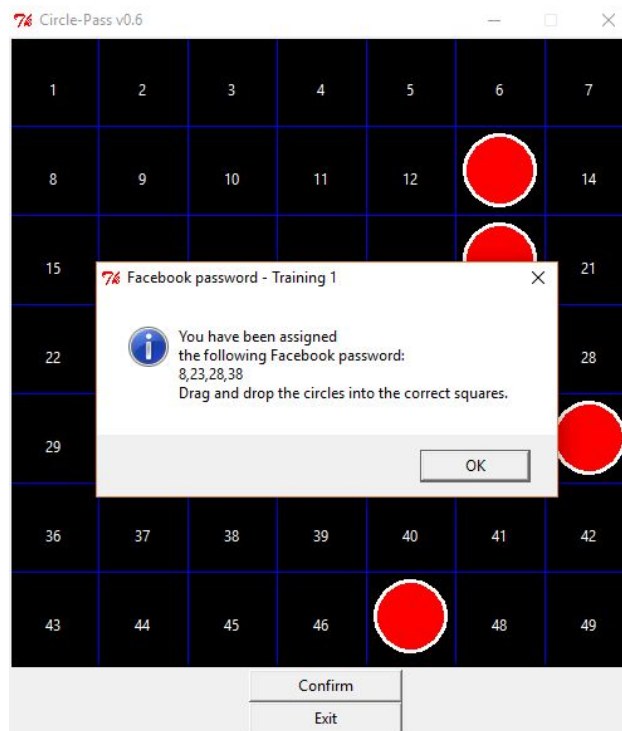 Circle-Pass v0.6
1 2 3 4 5 6 7
8 9 10 11 12 14
15 21
Facebook password - Training 1
You have been assigned
the following Facebook password:
22 8,23,28,38 28
Drag and drop the circles into the correct squares.
29 OK
36 37 38 39 40 41 42
43 44 45 46 48 49
Confirm
Exit